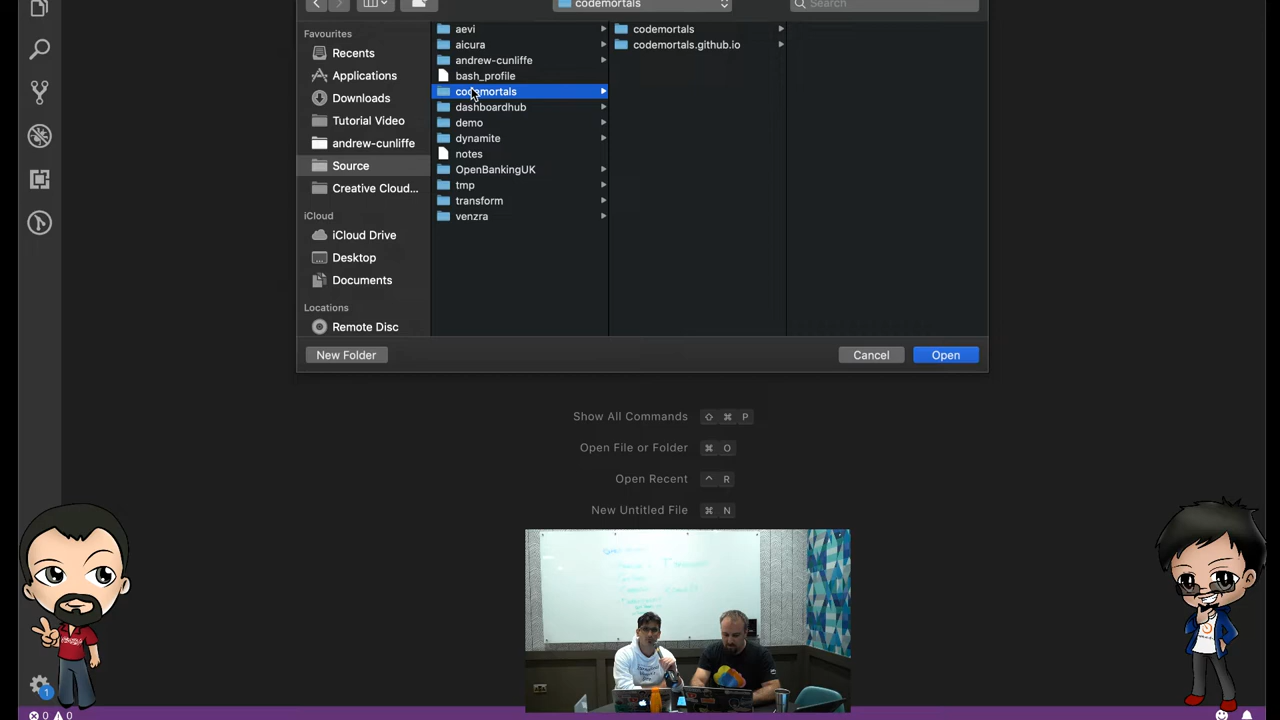 codemortals
Search
Favourites
Recents
Applications
Downloads
Tutorial Video
andrew-cunliffe
Source
Creative Cloud...
iCloud
iCloud Drive
Desktop
Documents
Locations
Remote Disc
aevi
aicura
andrew-cunliffe
bash_profile
codemortals
dashboardhub
demo
dynamite
notes
OpenBankingUK
tmp
transform
venzra
codemortals
codemortals.github.io
New Folder
Cancel
Open
Show All Commands ⇧ ⌘ P
Open File or Folder ⌘ O
Open Recent ^ R
New Untitled File ⌘ N
1
0 0